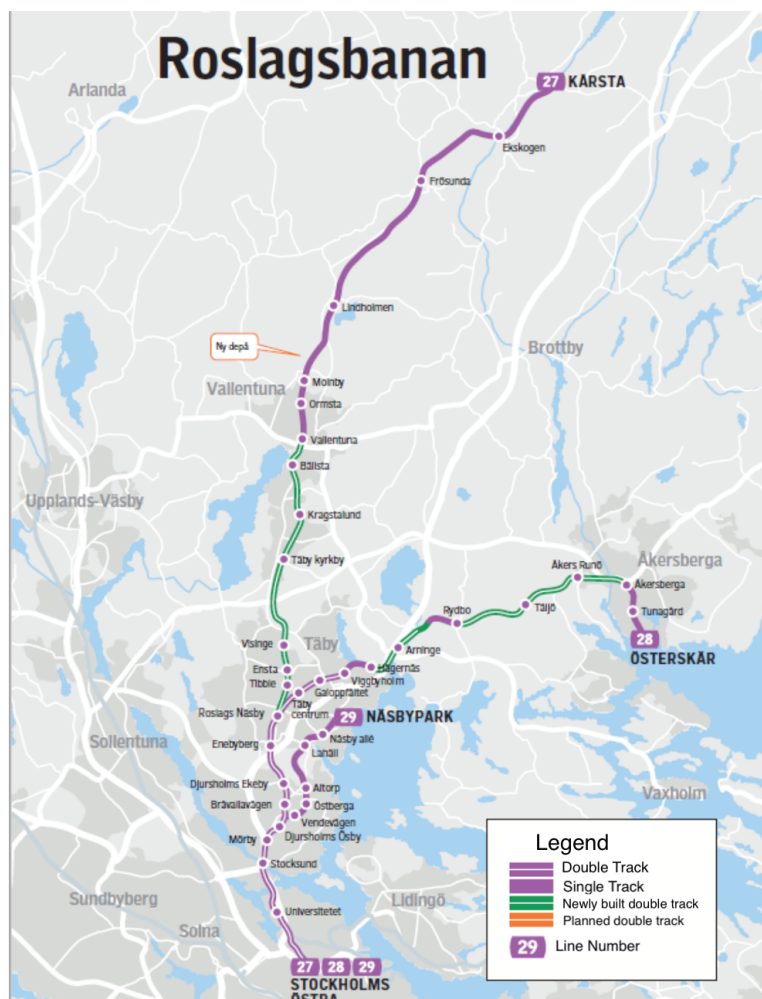 Roslagsbanan
Arlanda
27 KÅRSTA
Ekskogen
Frösunda
Lindholmen
Ny depå
Brottby
Vallentuna
Molnby
Ormsta
Vallentuna
Bällsta
Upplands-Väsby
Kragstalund
Täby kyrkby
Åkers Runö
Åkersberga
Åkersberga
Rydbo
Täljö
Tunagård
28
ÖSTERSKÄR
Visinge
Täby
Arninge
Ensta
Hägernäs
Tibble
Viggbyholm
Galoppfältet
Täby
centrum
Roslags Näsby
29 NÄSBYPARK
Sollentuna
Enebyberg
Näsby allé
Lahäll
Djursholms Ekeby
Altorp
Vaxholm
Bråvallavägen
Östberga
Vendevägen
Mörby
Djursholms Ösby
Stocksund
Sundbyberg
Lidingö
Universitetet
Solna
27 28 29
STOCKHOLMS
ÖSTRA
Legend
Double Track
Single Track
Newly built double track
Planned double track
29 Line Number